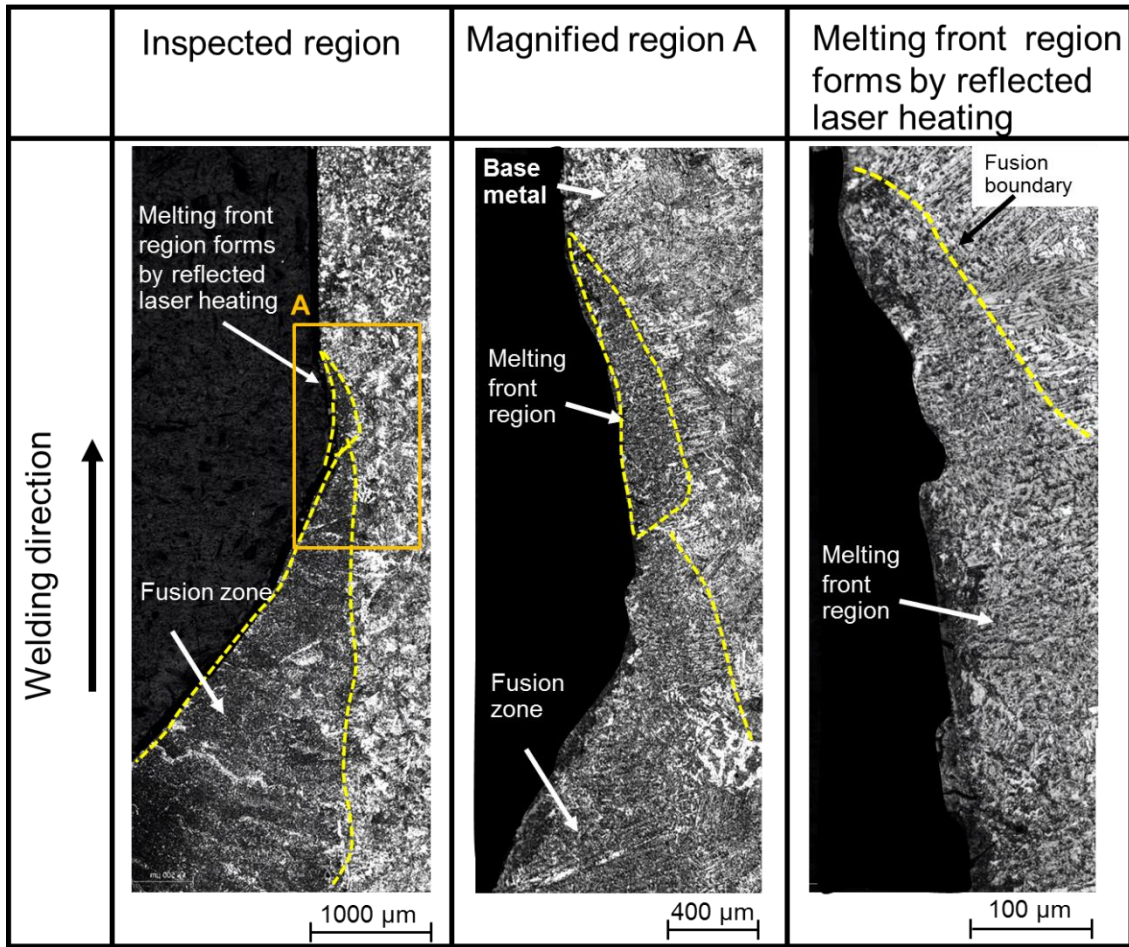 Inspected region
Magnified region A
Melting front region
forms by reflected
laser heating
Welding direction
Melting front
region forms
by reflected
laser heating
A
Fusion zone
1000 µm
Base
metal
Melting
front
region
Fusion
zone
400 µm
Fusion
boundary
Melting
front
region
100 µm